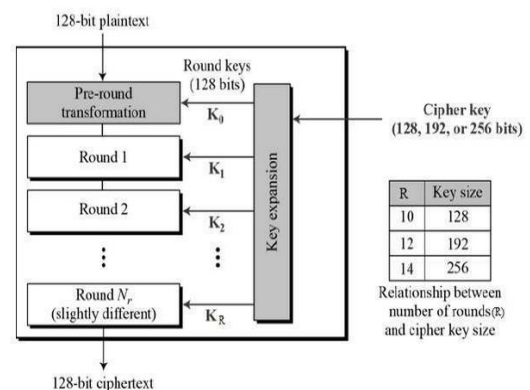 128-bit plaintext
Round keys
(128 bits)
Pre-round
transformation
K0
Cipher key
(128, 192, or 256 bits)
Round 1
K1
Key expansion
Round 2
K2
R Key size
10 128
12 192
14 256
Relationship between
number of rounds(R)
and cipher key size
Round Nr
(slightly different)
KR
128-bit ciphertext